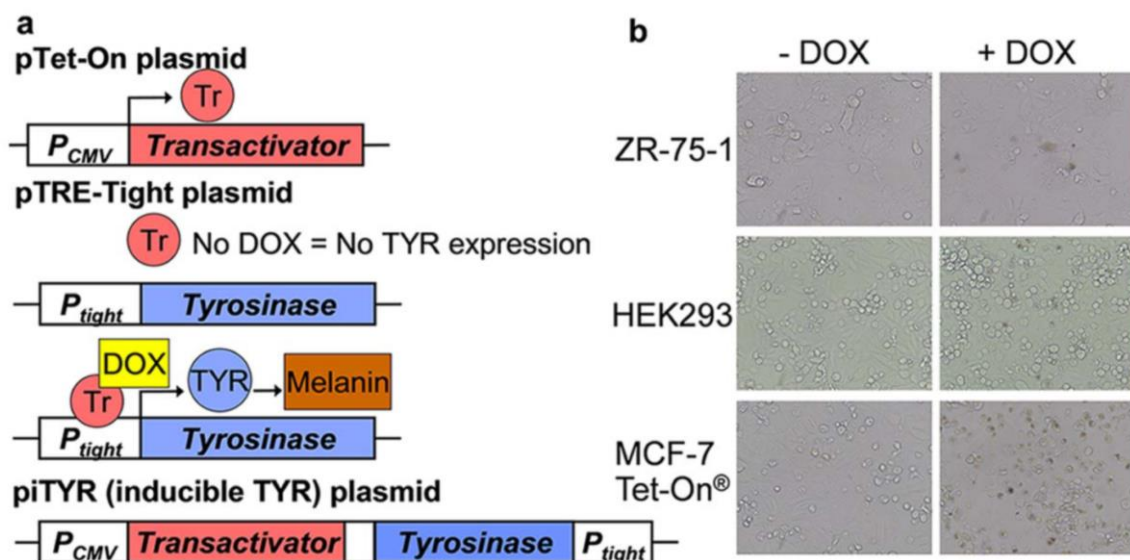 a
pTet-On plasmid
Tr
P_CMV Transactivator
pTRE-Tight plasmid
Tr No DOX = No TYR expression
P_tight Tyrosinase
DOX
Tr TYR Melanin
P_tight Tyrosinase
piTYR (inducible TYR) plasmid
P_CMV Transactivator Tyrosinase P_tight
b
- DOX + DOX
ZR-75-1
HEK293
MCF-7
Tet-On®